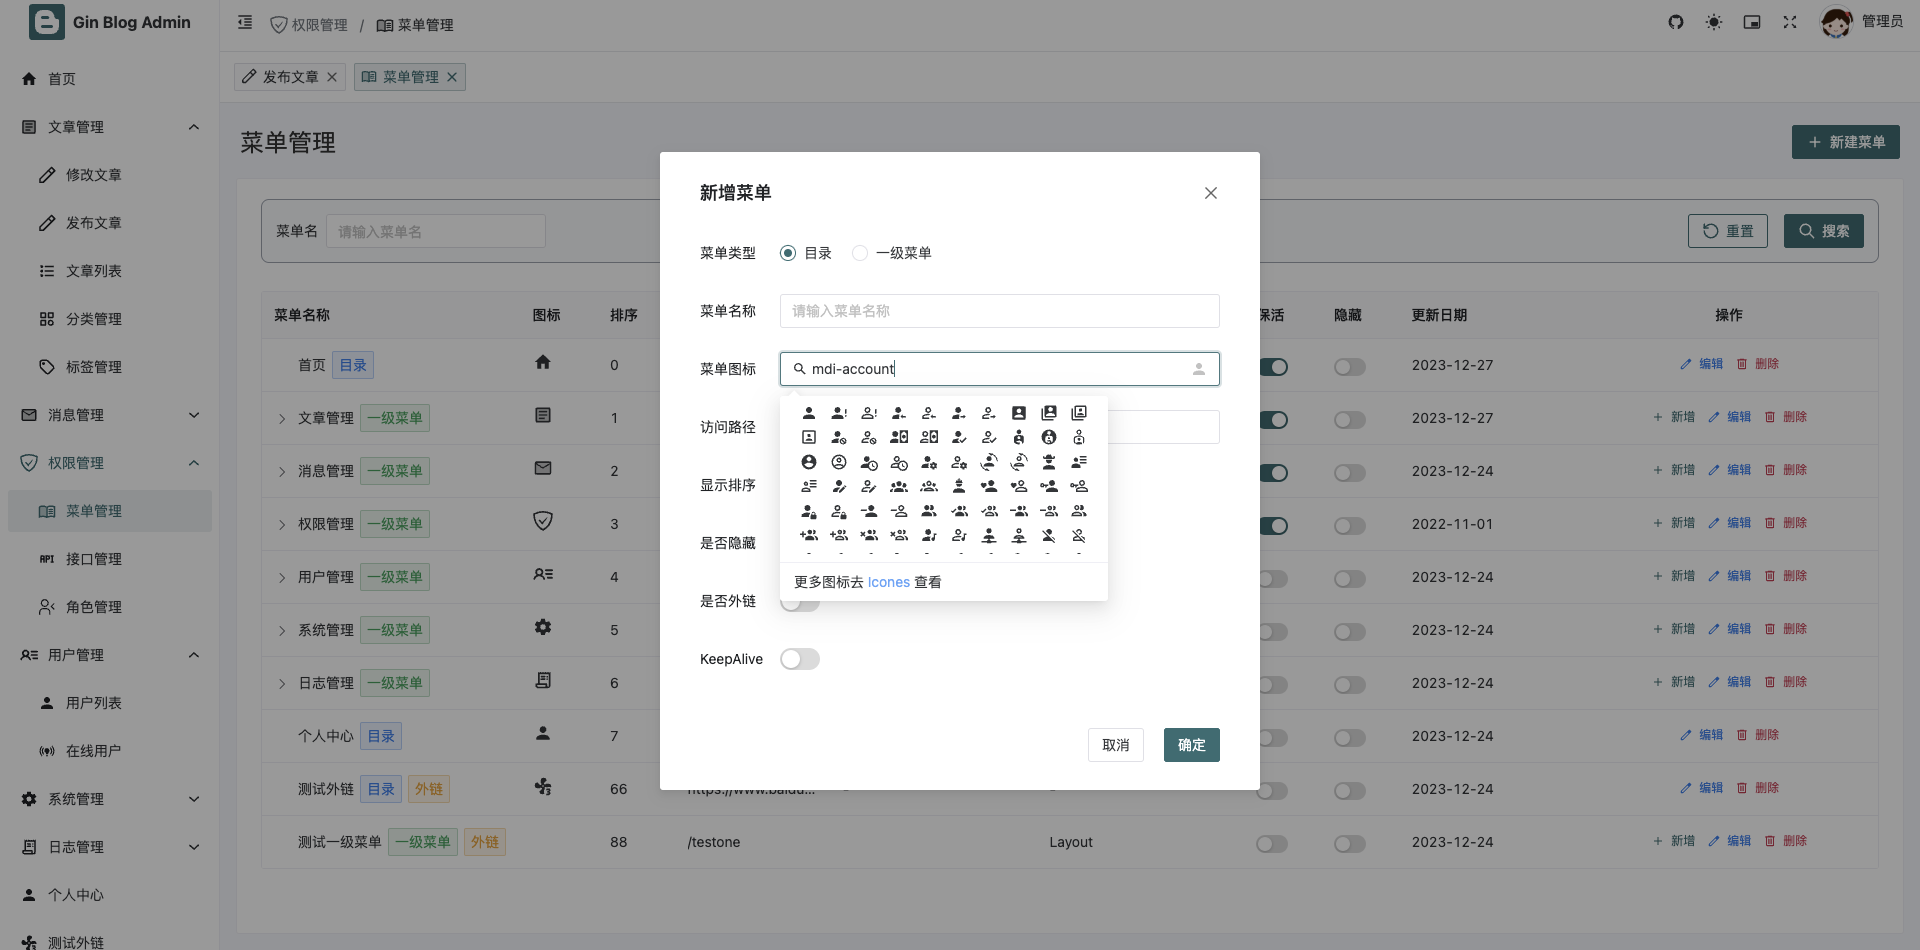 Gin Blog Admin
权限管理 / 菜单管理
管理员
发布文章
菜单管理
首页
文章管理
修改文章
发布文章
文章列表
分类管理
标签管理
消息管理
权限管理
菜单管理
API 接口管理
角色管理
用户管理
用户列表
在线用户
系统管理
日志管理
个人中心
测试外链
菜单管理
新建菜单
菜单名 请输入菜单名
重置
搜索
菜单名称 图标 排序 保活 隐藏 更新日期 操作
首页 目录 0 2023-12-27 编辑 删除
文章管理 一级菜单 1 2023-12-27 新增 编辑 删除
消息管理 一级菜单 2 2023-12-24 新增 编辑 删除
权限管理 一级菜单 3 2022-11-01 新增 编辑 删除
用户管理 一级菜单 4 2023-12-24 新增 编辑 删除
系统管理 一级菜单 5 2023-12-24 新增 编辑 删除
日志管理 一级菜单 6 2023-12-24 新增 编辑 删除
个人中心 目录 7 2023-12-24 编辑 删除
测试外链 目录 外链 66 https://www.baidu... 2023-12-24 编辑 删除
测试一级菜单 一级菜单 外链 88 /testone Layout 2023-12-24 新增 编辑 删除
新增菜单
菜单类型 目录 一级菜单
菜单名称 请输入菜单名称
菜单图标 mdi-account
访问路径
显示排序
是否隐藏
更多图标去 Icones 查看
是否外链
KeepAlive
取消 确定